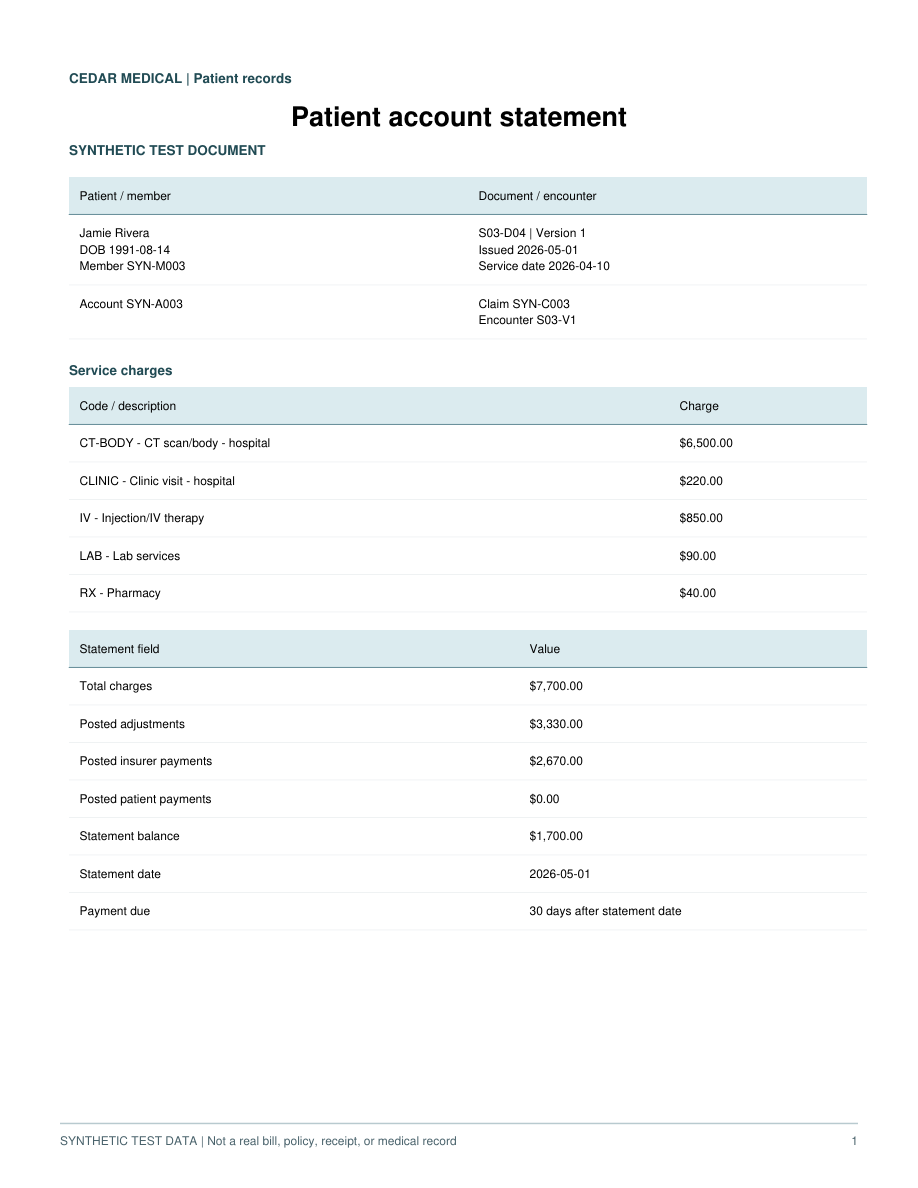 CEDAR MEDICAL | Patient records
Patient account statement
SYNTHETIC TEST DOCUMENT
Patient / member Document / encounter
Jamie Rivera S03-D04 | Version 1
DOB 1991-08-14 Issued 2026-05-01
Member SYN-M003 Service date 2026-04-10
Account SYN-A003 Claim SYN-C003
Encounter S03-V1
Service charges
Code / description Charge
CT-BODY - CT scan/body - hospital $6,500.00
CLINIC - Clinic visit - hospital $220.00
IV - Injection/IV therapy $850.00
LAB - Lab services $90.00
RX - Pharmacy $40.00
Statement field Value
Total charges $7,700.00
Posted adjustments $3,330.00
Posted insurer payments $2,670.00
Posted patient payments $0.00
Statement balance $1,700.00
Statement date 2026-05-01
Payment due 30 days after statement date
SYNTHETIC TEST DATA | Not a real bill, policy, receipt, or medical record 1